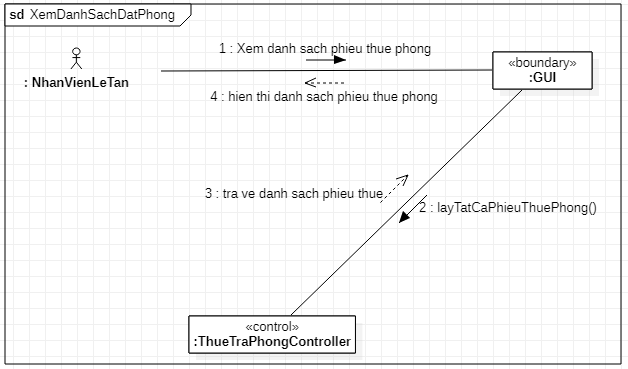 sd XemDanhSachDatPhong
1 : Xem danh sach phieu thue phong
: NhanVienLeTan
«boundary»
:GUI
4 : hien thi danh sach phieu thue phong
3 : tra ve danh sach phieu thue
2 : layTatCaPhieuThuePhong()
«control»
:ThueTraPhongController